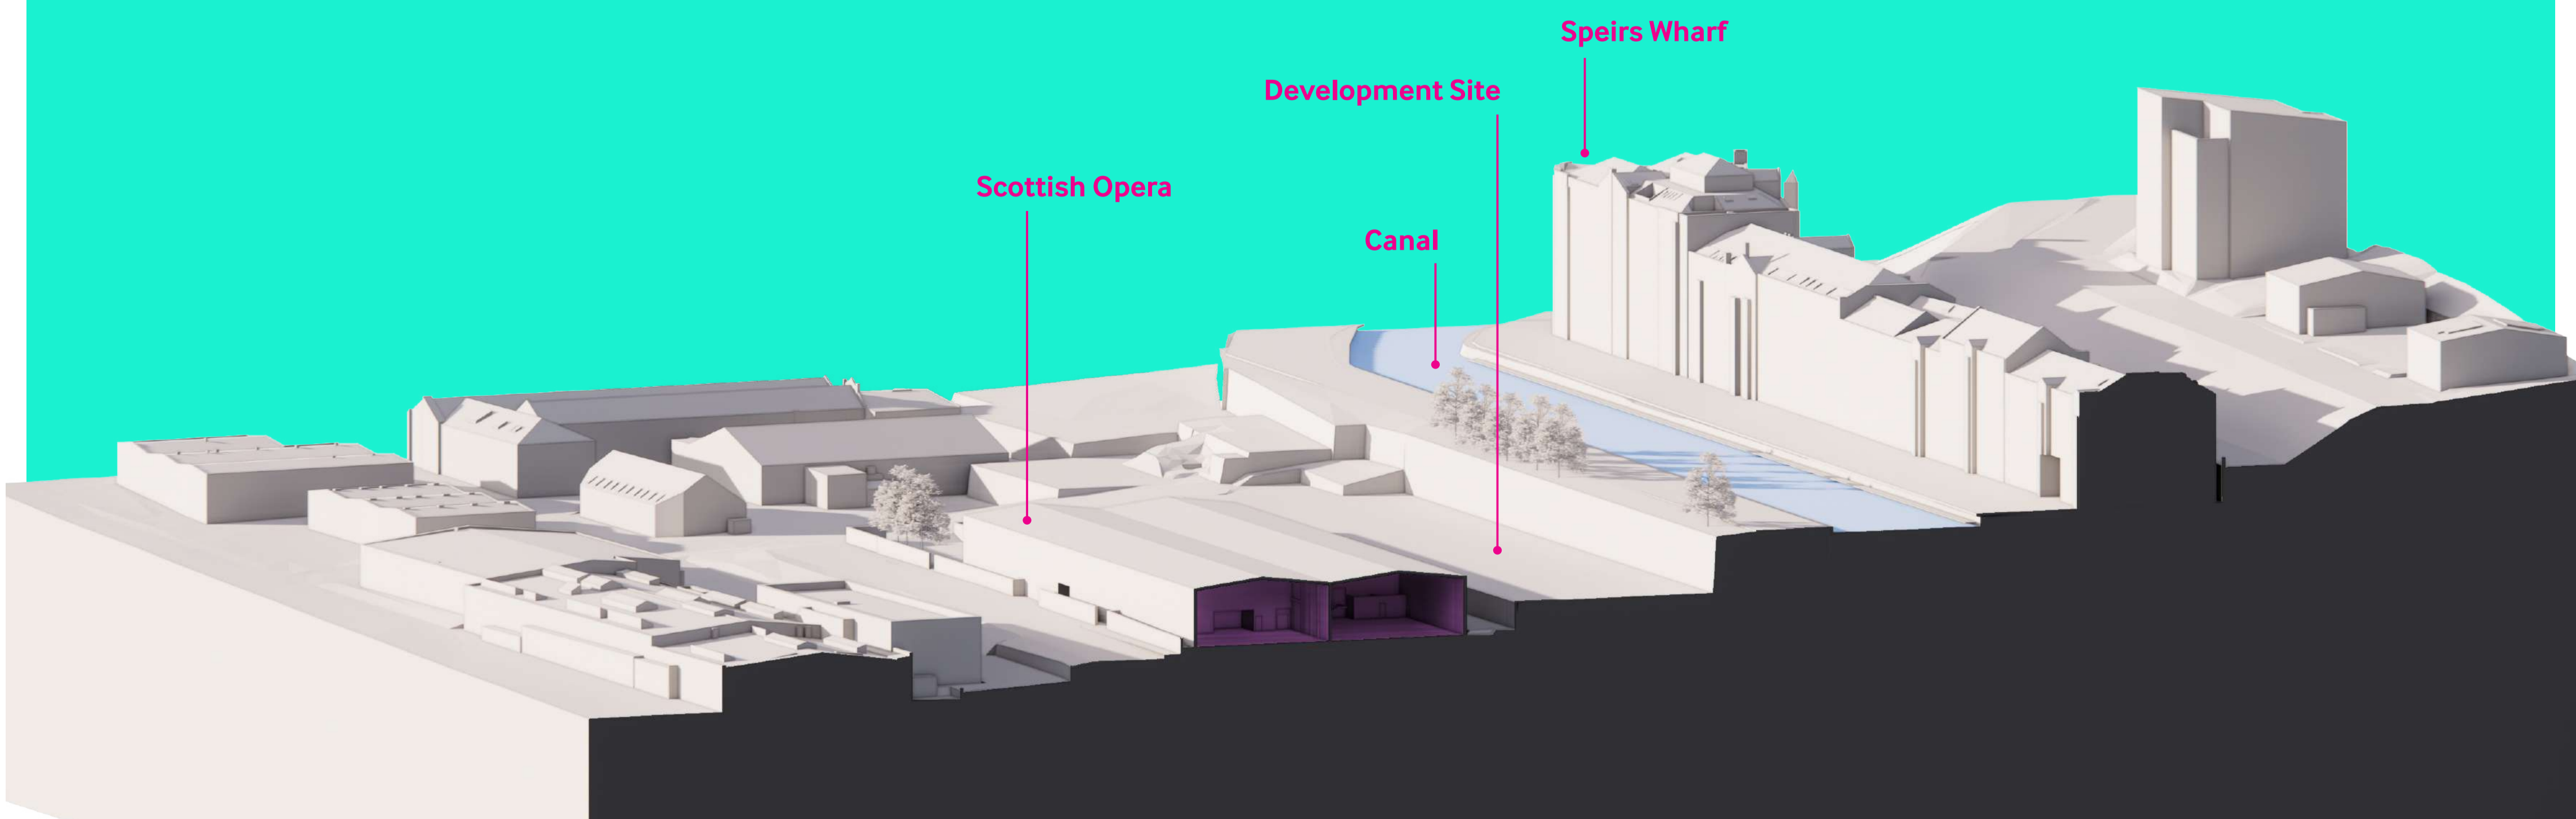 Speirs Wharf
Development Site
Scottish Opera
Canal